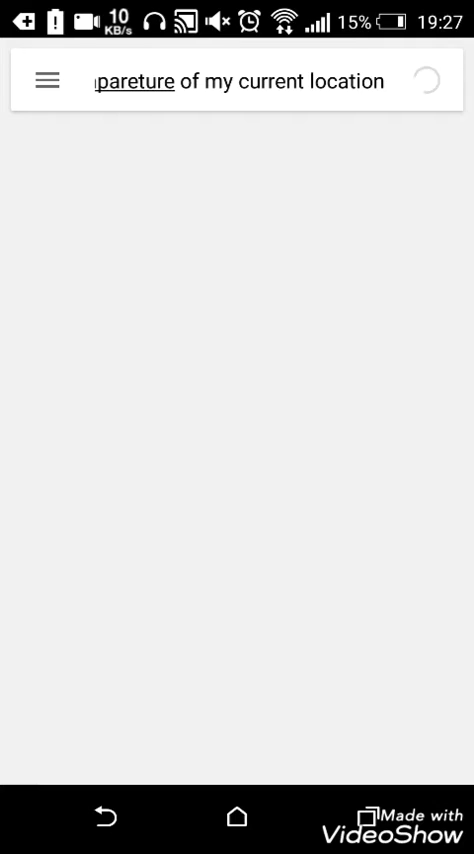 10 KB/s 15% 19:27
pareture of my current location
Made with
VideoShow